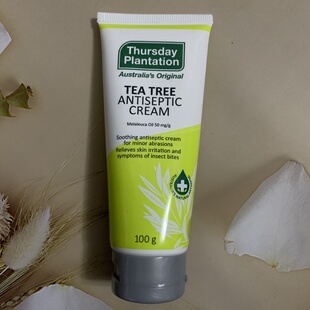 Thursday
Plantation
Australia's Original
TEA TREE
ANTISEPTIC
CREAM
Melaleuca Oil 50 mg/g
Soothing antiseptic cream
for minor abrasions
Relieves skin irritation and
symptoms of insect bites
100 g